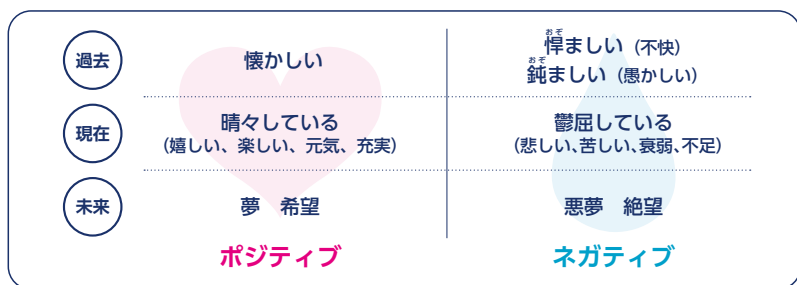 過去
懐かしい
おぞ
悍ましい（不快）
おぞ
鈍ましい（愚かしい）
現在
晴々している
（嬉しい、楽しい、元気、充実）
鬱屈している
（悲しい、苦しい、衰弱、不足）
未来
夢　希望
悪夢　絶望
ポジティブ
ネガティブ